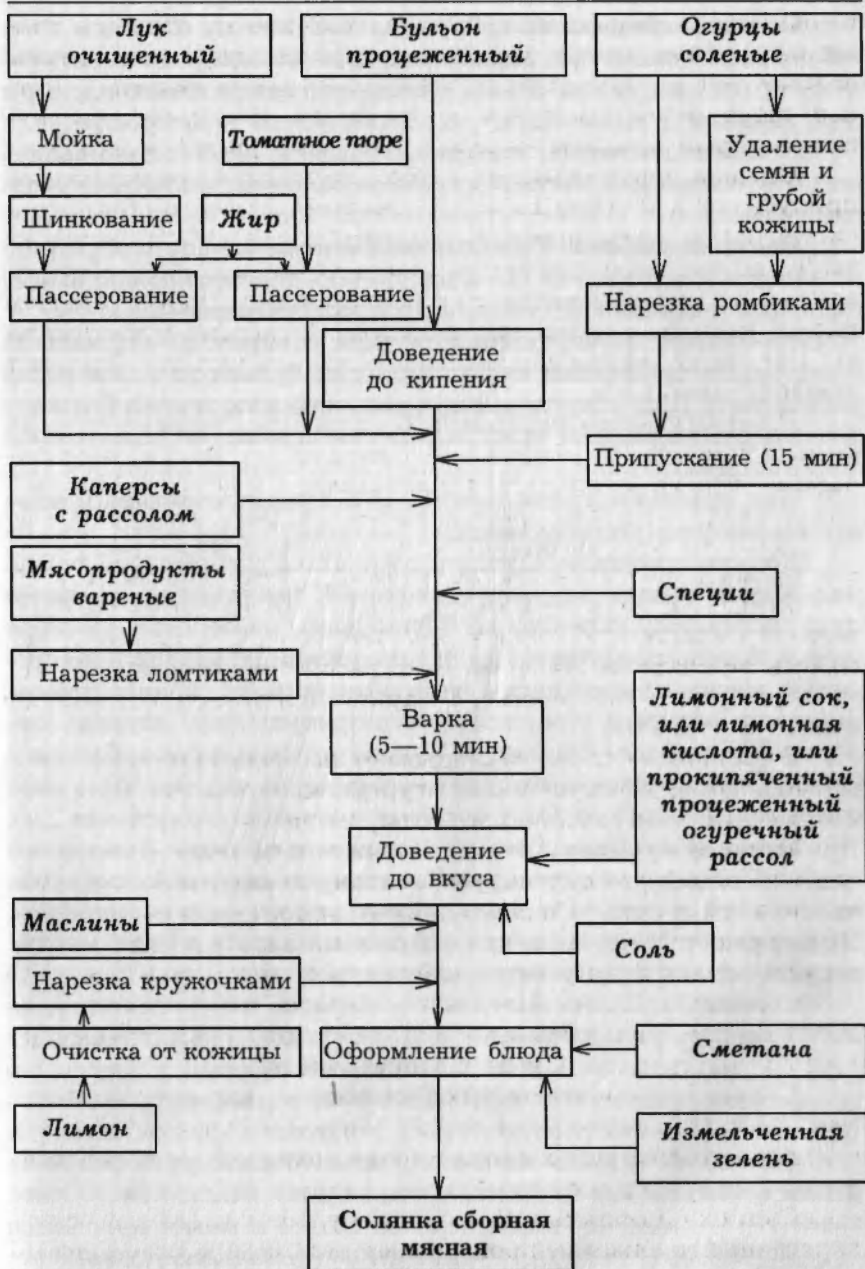 Лук
очищенный
Бульон
процеженный
Огурцы
соленые
Мойка
Томатное пюре
Удаление
семян и
грубой
кожицы
Шинкование
Жир
Пассерование
Пассерование
Нарезка ромбиками
Доведение
до кипения
Припускание (15 мин)
Каперсы
с рассолом
Мясопродукты
вареные
Специи
Нарезка ломтиками
Варка
(5—10 мин)
Лимонный сок,
или лимонная
кислота, или
прокипяченный
процеженный
огуречный
рассол
Доведение
до вкуса
Маслины
Соль
Нарезка кружочками
Очистка от кожицы
Оформление блюда
Сметана
Лимон
Измельченная
зелень
Солянка сборная
мясная